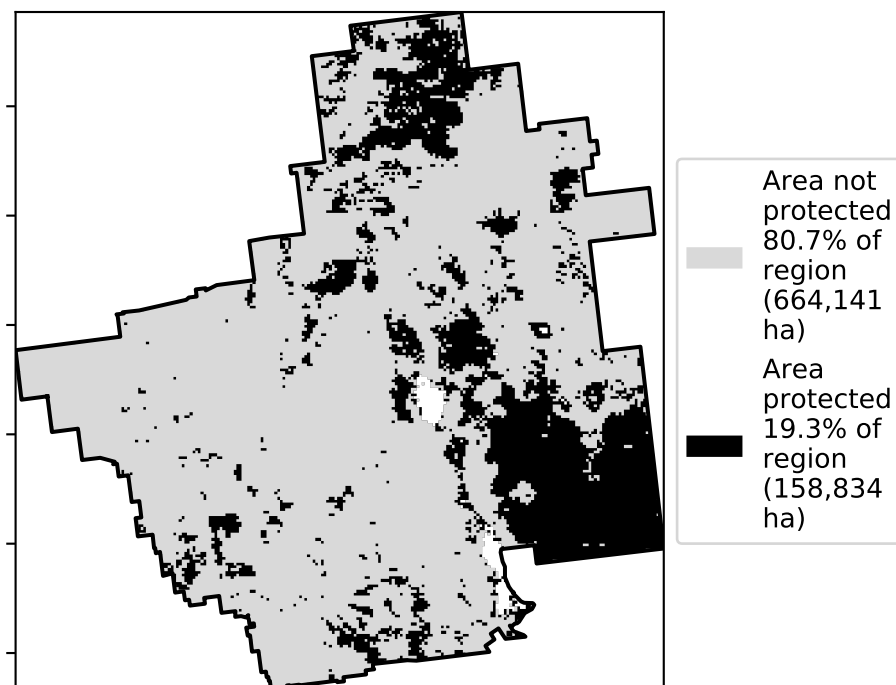 Area not
protected
80.7% of
region
(664,141
ha)
Area
protected
19.3% of
region
(158,834
ha)